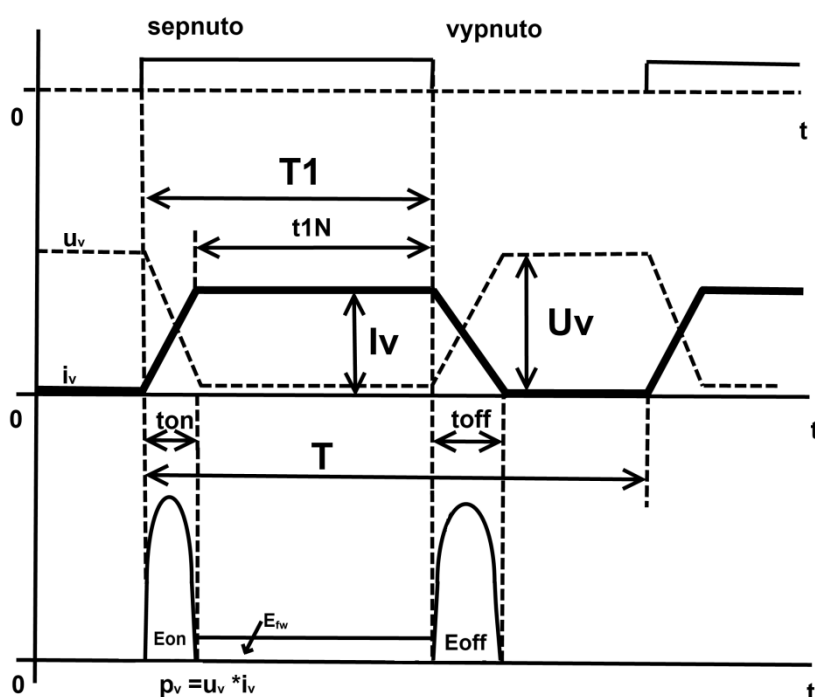 sepnuto vypnuto
0 t
T1
t1N
uv
Iv Uv
iv
0 t
ton toff
T
Eon Efw Eoff
0 t
pv =uv *iv